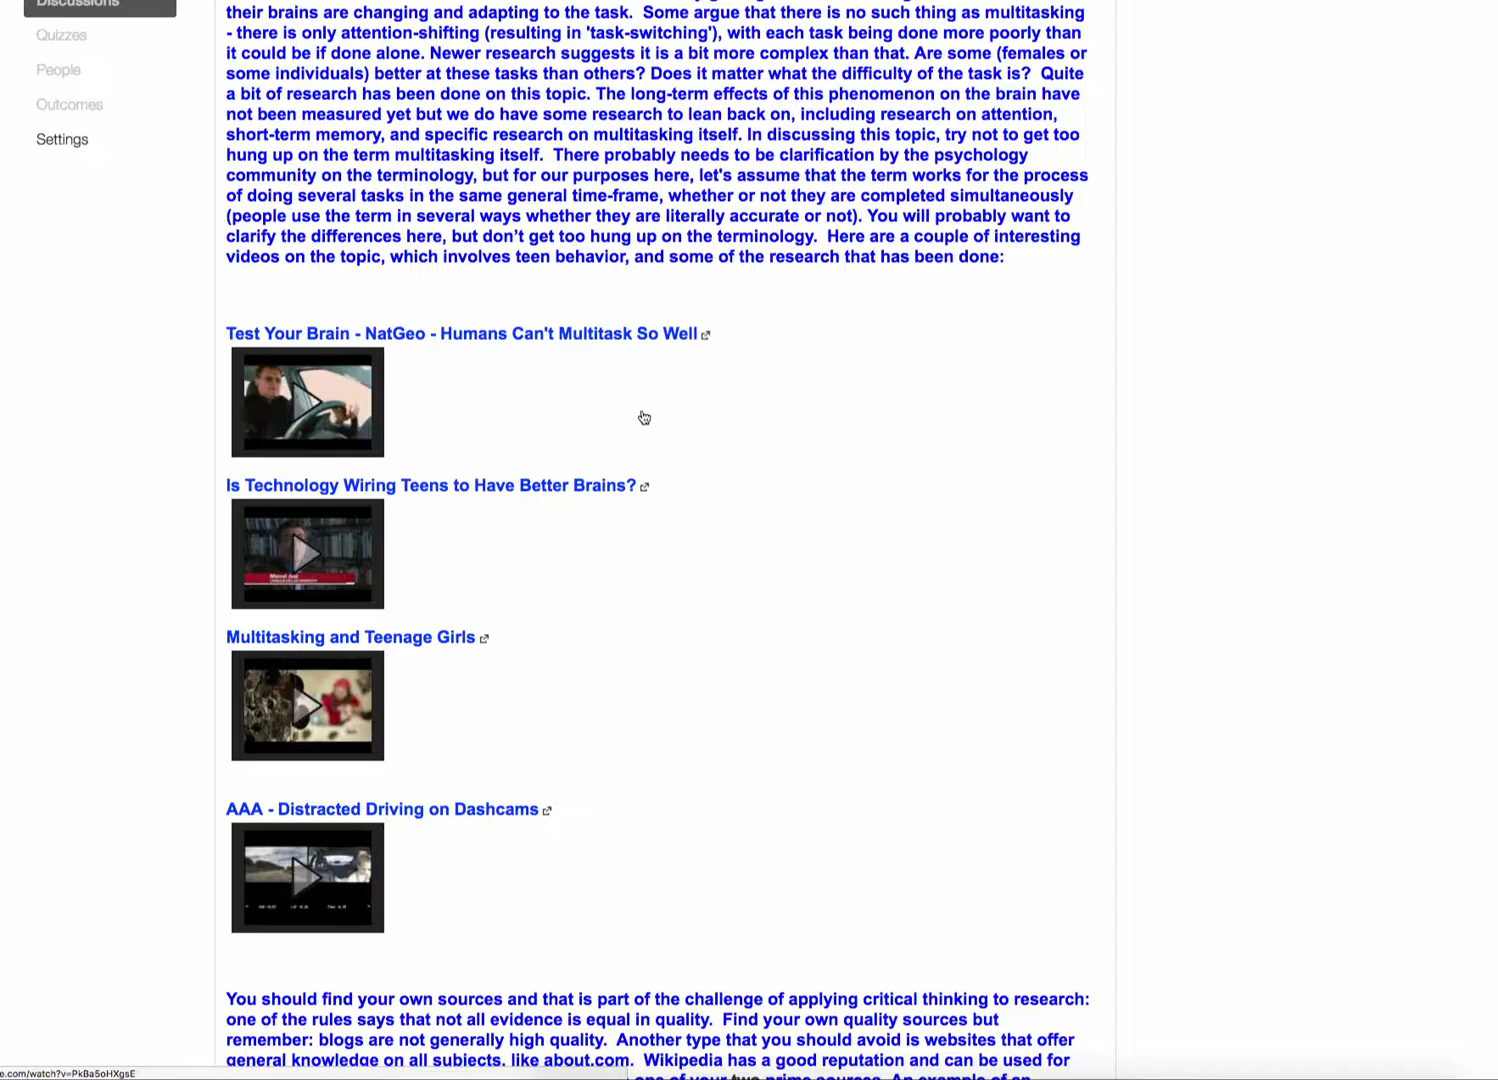 Discussions
Quizzes
People
Outcomes
Settings
their brains are changing and adapting to the task.  Some argue that there is no such thing as multitasking
- there is only attention-shifting (resulting in 'task-switching'), with each task being done more poorly than
it could be if done alone. Newer research suggests it is a bit more complex than that. Are some (females or
some individuals) better at these tasks than others? Does it matter what the difficulty of the task is?  Quite
a bit of research has been done on this topic. The long-term effects of this phenomenon on the brain have
not been measured yet but we do have some research to lean back on, including research on attention,
short-term memory, and specific research on multitasking itself. In discussing this topic, try not to get too
hung up on the term multitasking itself.  There probably needs to be clarification by the psychology
community on the terminology, but for our purposes here, let's assume that the term works for the process
of doing several tasks in the same general time-frame, whether or not they are completed simultaneously
(people use the term in several ways whether they are literally accurate or not). You will probably want to
clarify the differences here, but don’t get too hung up on the terminology.  Here are a couple of interesting
videos on the topic, which involves teen behavior, and some of the research that has been done:
Test Your Brain - NatGeo - Humans Can't Multitask So Well
Is Technology Wiring Teens to Have Better Brains?
Marcel Just
Multitasking and Teenage Girls
AAA - Distracted Driving on Dashcams
You should find your own sources and that is part of the challenge of applying critical thinking to research:
one of the rules says that not all evidence is equal in quality.  Find your own quality sources but
remember: blogs are not generally high quality.  Another type that you should avoid is websites that offer
general knowledge on all subjects, like about.com.  Wikipedia has a good reputation and can be used for
one of your two prime sources. An example of an
e.com/watch?v=PkBa5oHXgsE